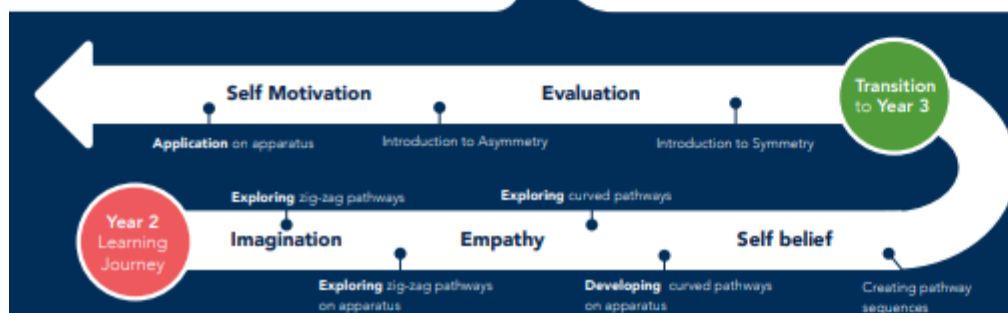 Self Motivation
Evaluation
Transition
to Year 3
Application on apparatus
Introduction to Asymmetry
Introduction to Symmetry
Exploring zig-zag pathways
Exploring curved pathways
Year 2
Learning
Journey
Imagination
Empathy
Self belief
Exploring zig-zag pathways
on apparatus
Developing curved pathways
on apparatus
Creating pathway
sequences